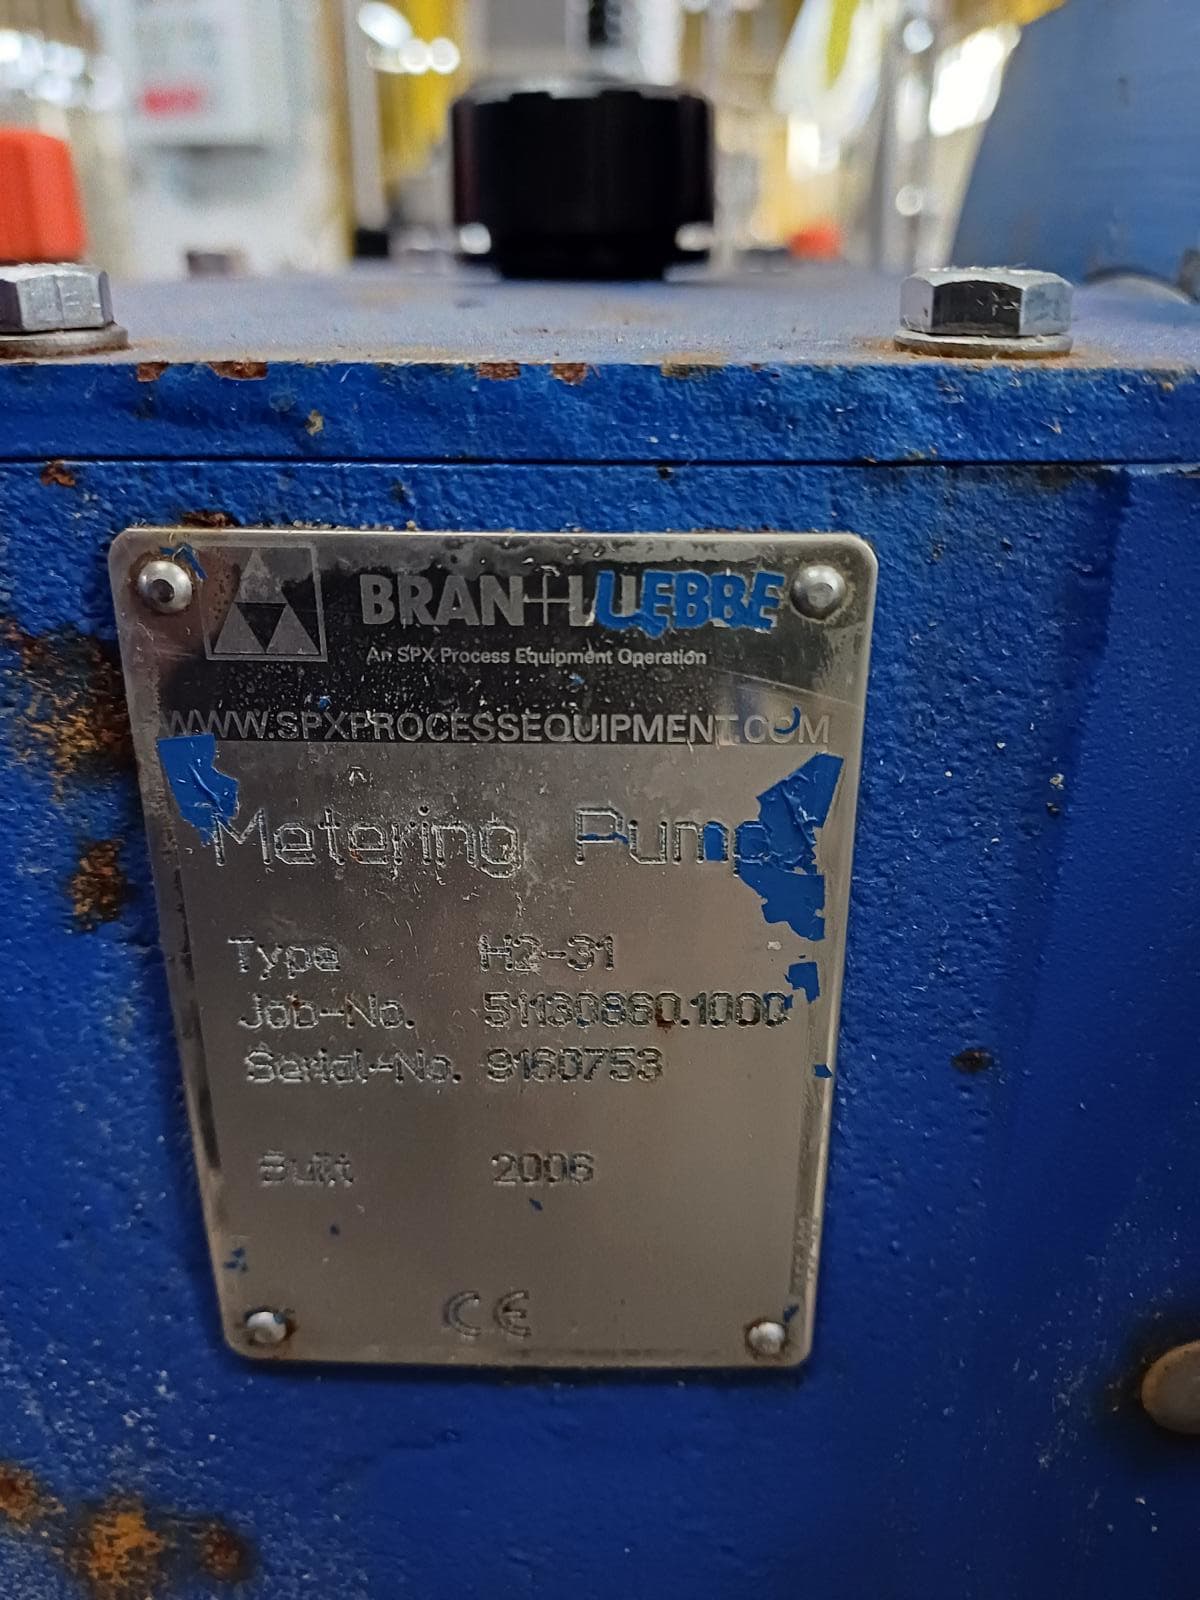 BRAN+LUEBBE
An SPX Process Equipment Operation
WWW.SPXPROCESSEQUIPMENT.COM
Metering Pump
Type H2-31
Job-No. 51130860.1000
Serial-No. 9160753
Built 2006
CE